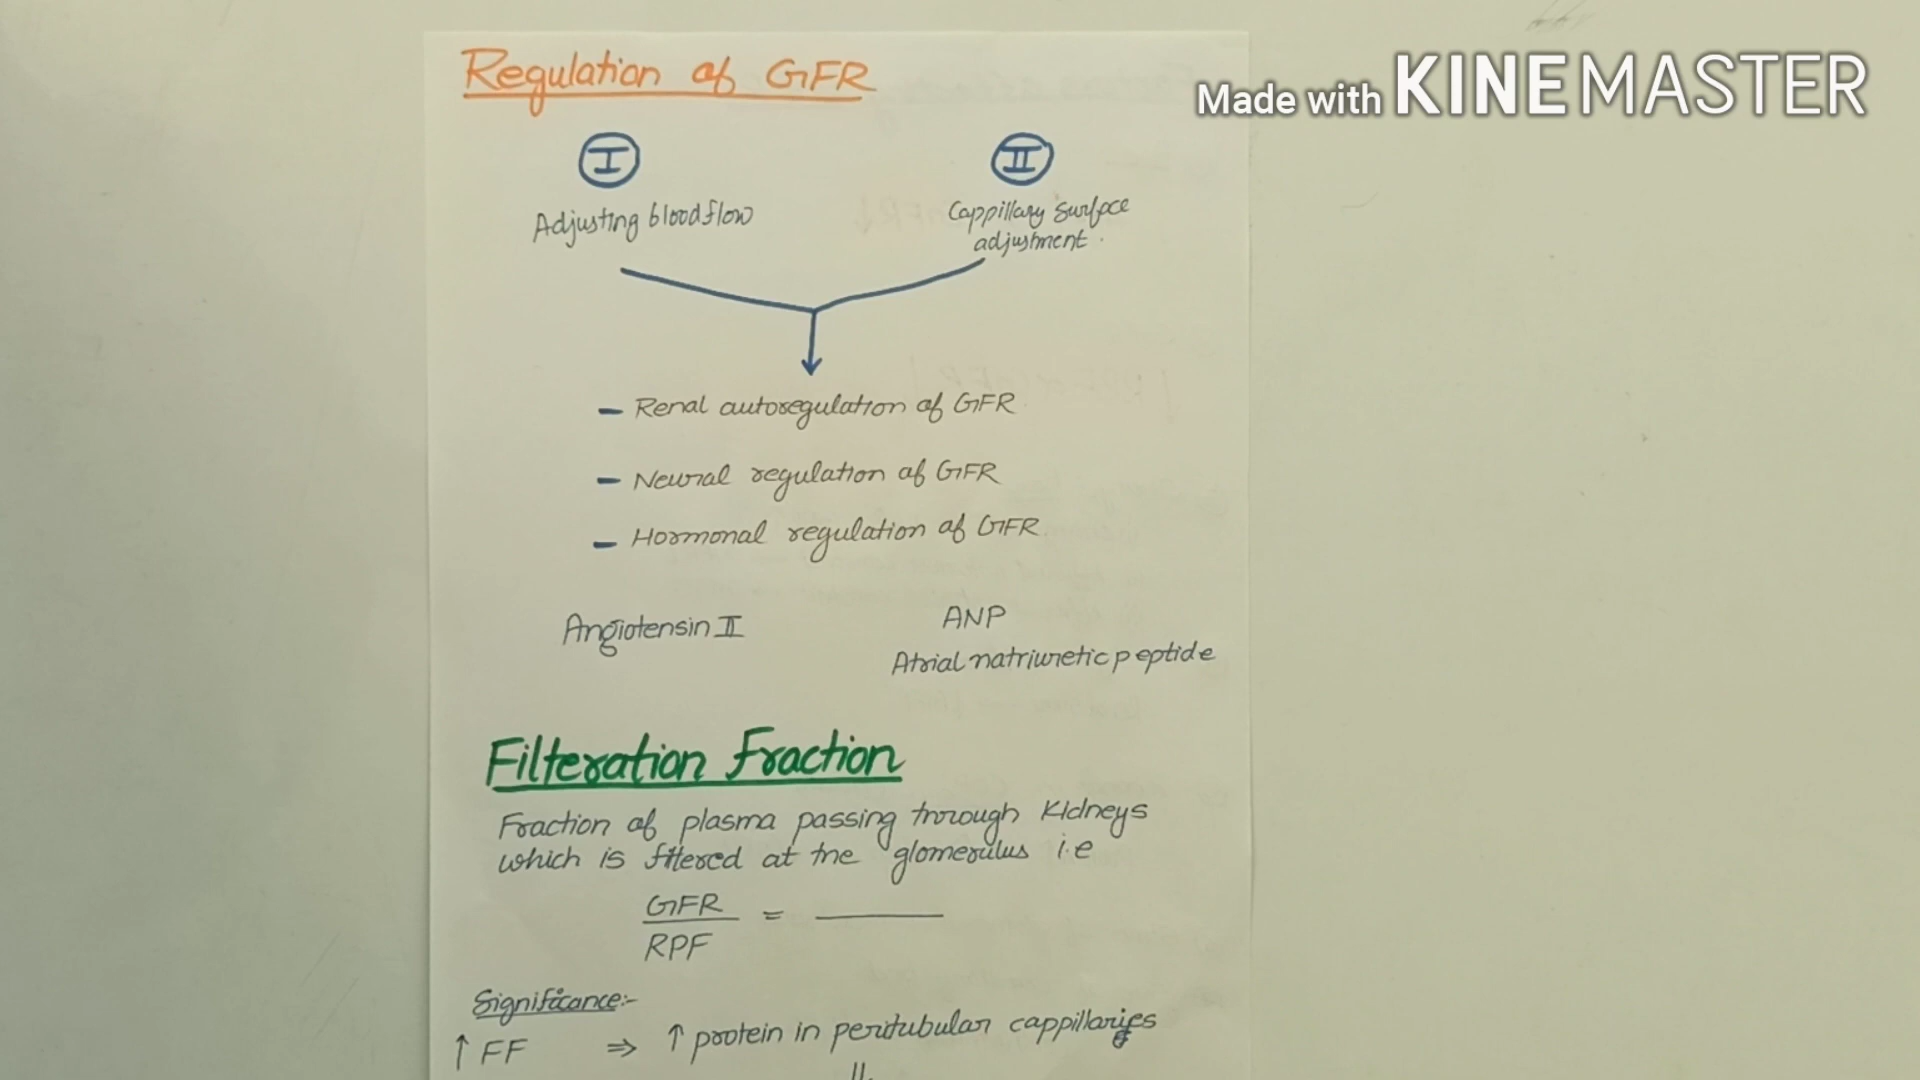 Regulation of GFR
Made with KINEMASTER
I
II
Adjusting bloodflow
Cappillary surface
adjustment.
- Renal autoregulation of GFR
- Neural regulation of GFR
- Hormonal regulation of GFR
Angiotensin II
ANP
Atrial natriuretic peptide
Filteration Fraction
Fraction of plasma passing through Kidneys
which is filtered at the glomerulus i.e
GFR
=
RPF
Significance:-
↑ FF ⇒ ↑ protein in peritubular cappillaries